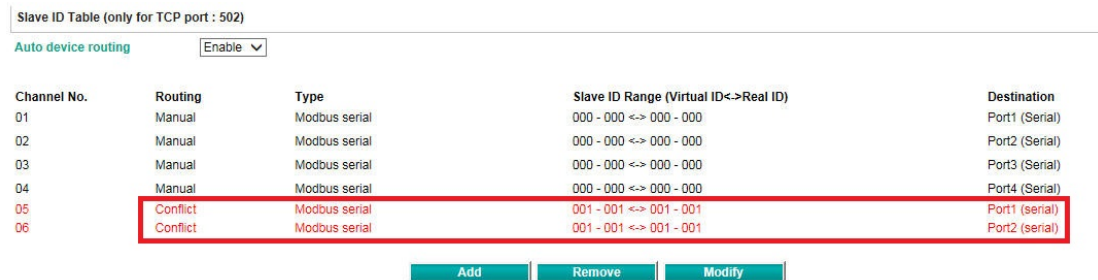 Slave ID Table (only for TCP port : 502)
Auto device routing Enable
Channel No. Routing Type Slave ID Range (Virtual ID<->Real ID) Destination
01 Manual Modbus serial 000 - 000 <-> 000 - 000 Port1 (Serial)
02 Manual Modbus serial 000 - 000 <-> 000 - 000 Port2 (Serial)
03 Manual Modbus serial 000 - 000 <-> 000 - 000 Port3 (Serial)
04 Manual Modbus serial 000 - 000 <-> 000 - 000 Port4 (Serial)
05 Conflict Modbus serial 001 - 001 <-> 001 - 001 Port1 (serial)
06 Conflict Modbus serial 001 - 001 <-> 001 - 001 Port2 (serial)
Add Remove Modify